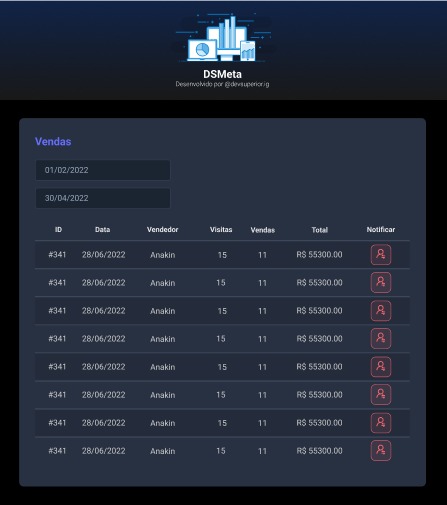 DSMeta
Desenvolvido por @devsuperior.ig
Vendas
01/02/2022
30/04/2022
ID Data Vendedor Visitas Vendas Total Notificar
#341 28/06/2022 Anakin 15 11 R$ 55300.00
#341 28/06/2022 Anakin 15 11 R$ 55300.00
#341 28/06/2022 Anakin 15 11 R$ 55300.00
#341 28/06/2022 Anakin 15 11 R$ 55300.00
#341 28/06/2022 Anakin 15 11 R$ 55300.00
#341 28/06/2022 Anakin 15 11 R$ 55300.00
#341 28/06/2022 Anakin 15 11 R$ 55300.00
#341 28/06/2022 Anakin 15 11 R$ 55300.00